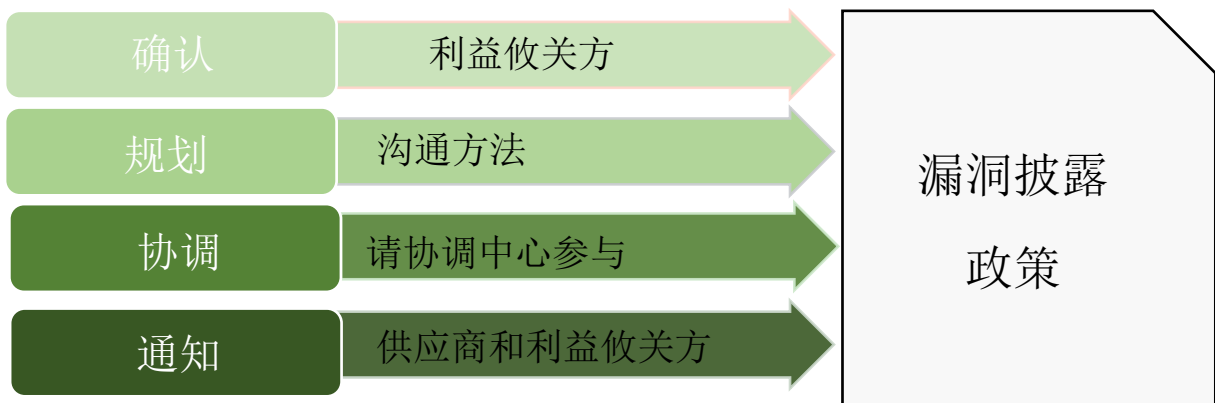 确认
利益攸关方
规划
沟通方法
协调
请协调中心参与
通知
供应商和利益攸关方
漏洞披露
政策